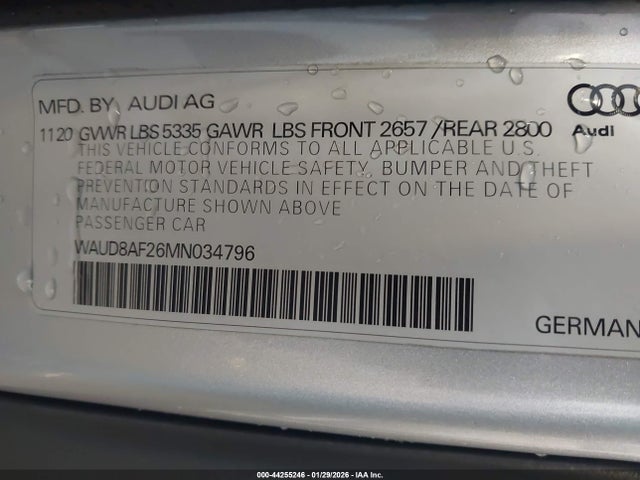 MFD. BY AUDI AG
1120 GVWR LBS 5335 GAWR LBS FRONT 2657 /REAR 2800
Audi
THIS VEHICLE CONFORMS TO ALL APPLICABLE U.S.
FEDERAL MOTOR VEHICLE SAFETY, BUMPER AND THEFT
PREVENTION STANDARDS IN EFFECT ON THE DATE OF
MANUFACTURE SHOWN ABOVE
PASSENGER CAR
WAUD8AF26MN034796
GERMAN
000-44255246 - 01/29/2026 - IAA Inc.